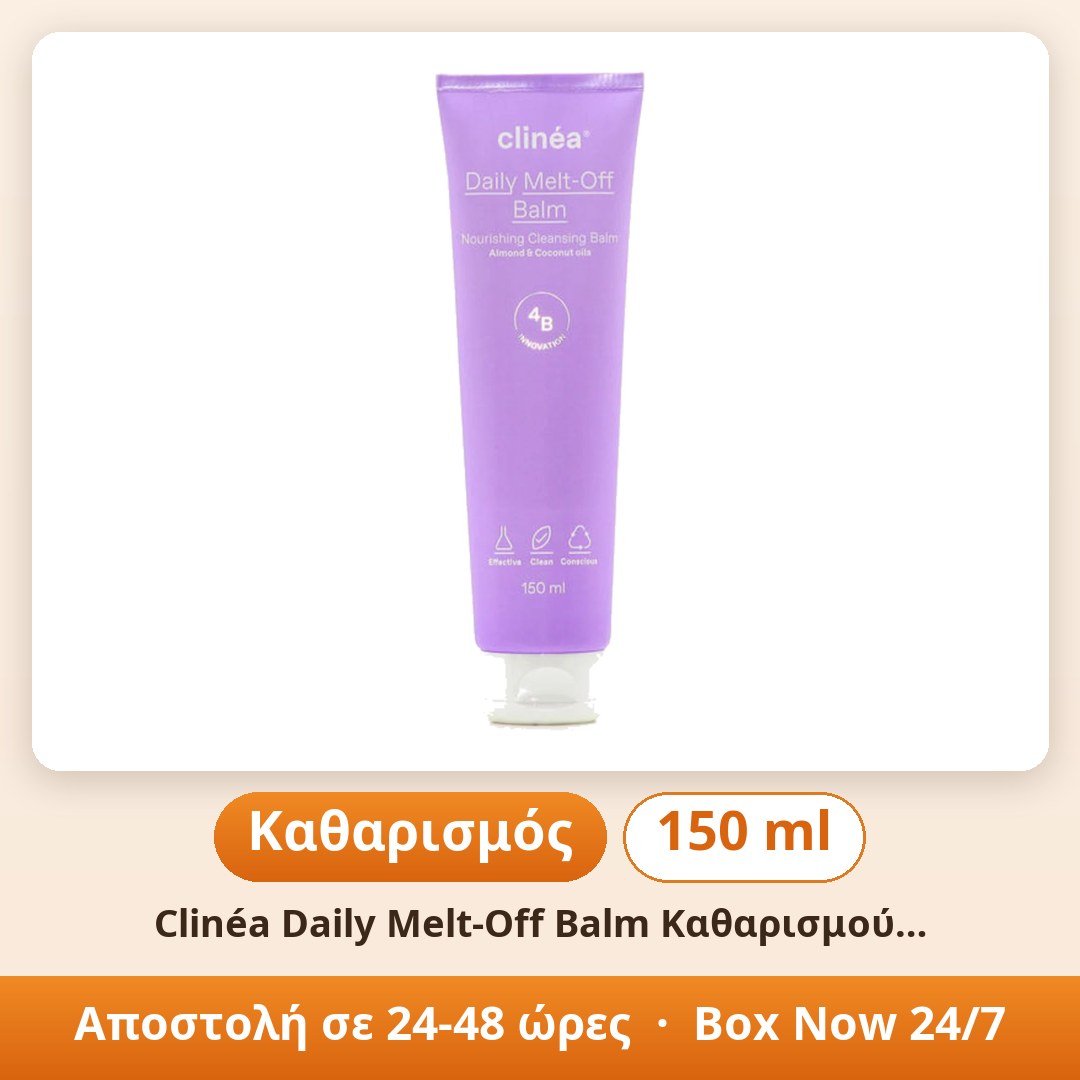 clinéa®
Daily Melt-Off
Balm
Nourishing Cleansing Balm
Almond & Coconut oils
4B
INNOVATION
Effective Clean Conscious
150 ml
Καθαρισμός 150 ml
Clinéa Daily Melt-Off Balm Καθαρισμού...
Αποστολή σε 24-48 ώρες · Box Now 24/7